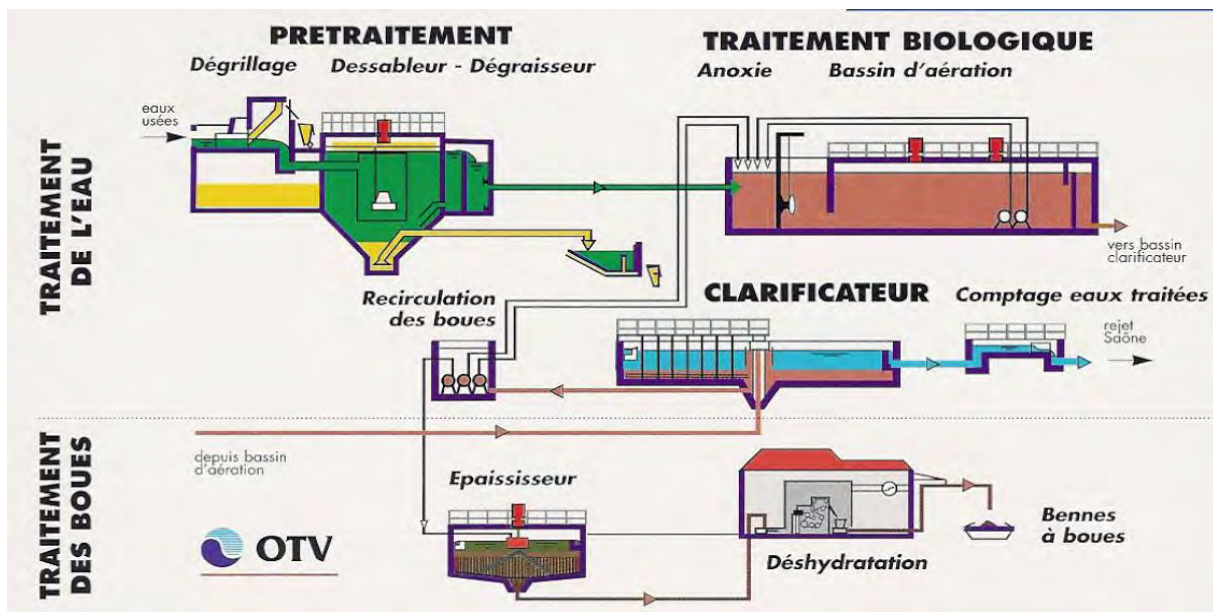 PRETRAITEMENT
TRAITEMENT BIOLOGIQUE
Dégrillage
Dessableur - Dégraisseur
Anoxie
Bassin d'aération
eaux
usées
TRAITEMENT
DE L'EAU
vers bassin
clarificateur
Recirculation
des boues
CLARIFICATEUR
Comptage eaux traitées
rejet
Saône
TRAITEMENT
DES BOUES
depuis bassin
d'aération
Epaississeur
OTV
Déshydratation
Bennes
à boues